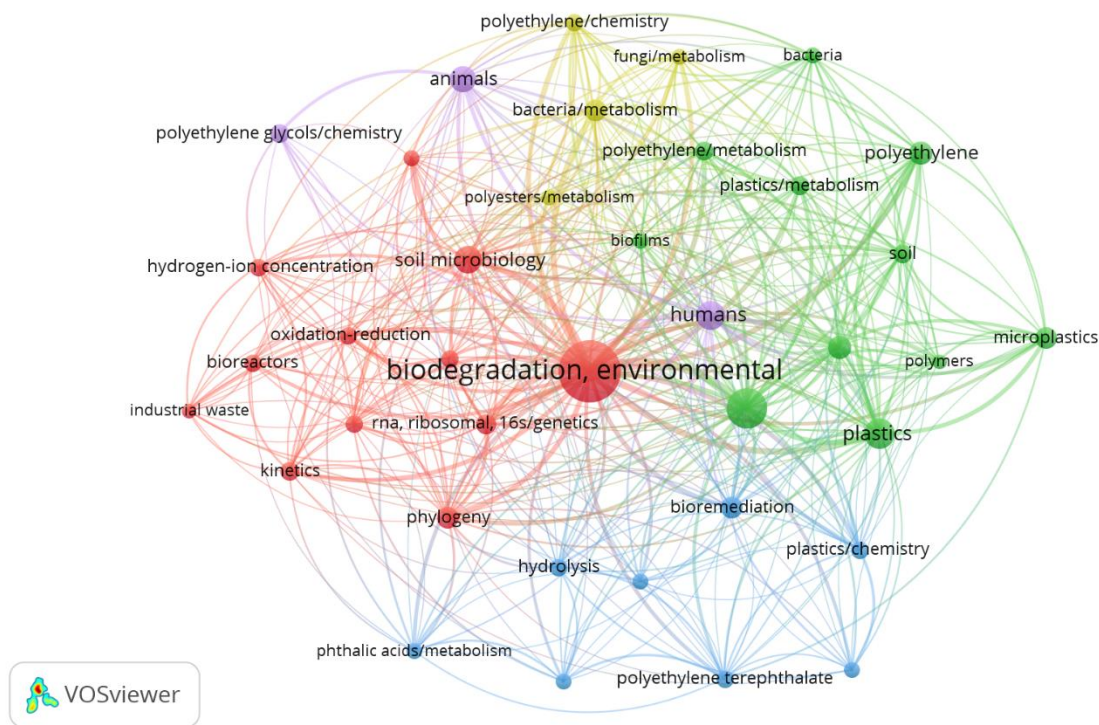 polyethylene/chemistry
fungi/metabolism
bacteria
animals
bacteria/metabolism
polyethylene glycols/chemistry
polyethylene/metabolism
polyethylene
plastics/metabolism
polyesters/metabolism
biofilms
soil
soil microbiology
hydrogen-ion concentration
humans
oxidation-reduction
microplastics
bioreactors
polymers
biodegradation, environmental
industrial waste
rna, ribosomal, 16s/genetics
plastics
kinetics
bioremediation
phylogeny
plastics/chemistry
hydrolysis
phthalic acids/metabolism
polyethylene terephthalate
VOSviewer